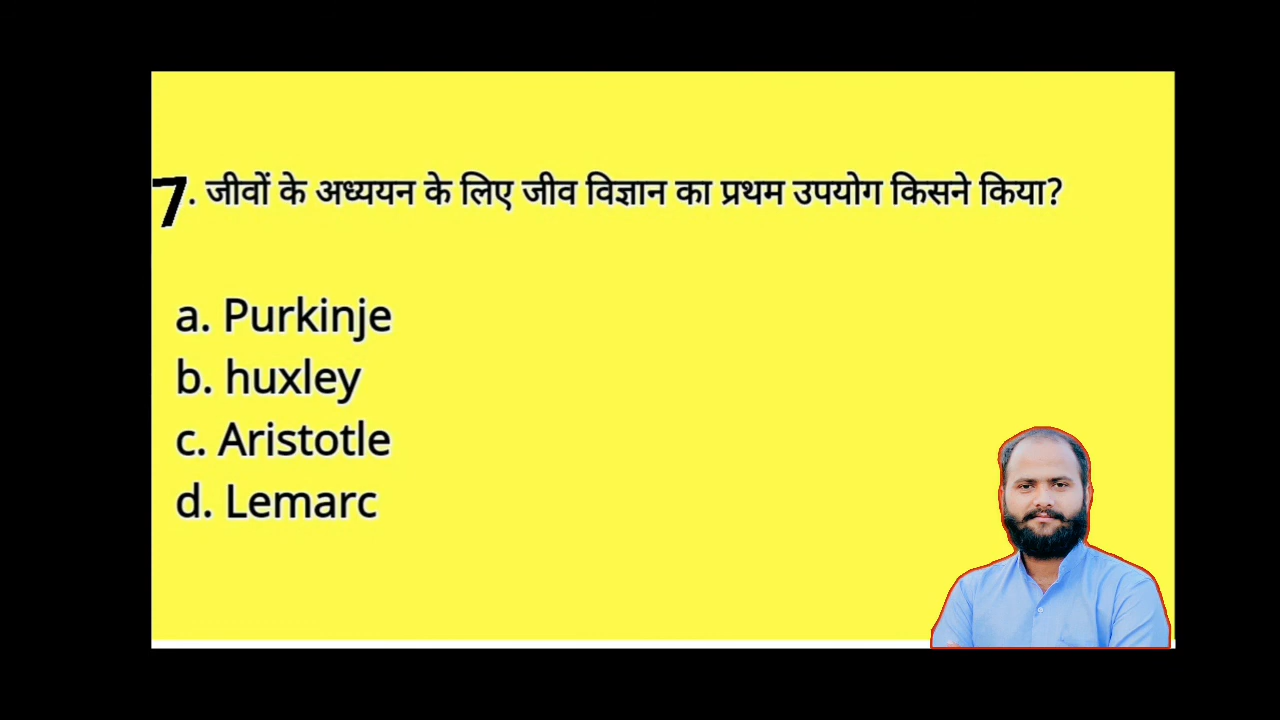 7. जीवों के अध्ययन के लिए जीव विज्ञान का प्रथम उपयोग किसने किया?
a. Purkinje
b. huxley
c. Aristotle
d. Lemarc